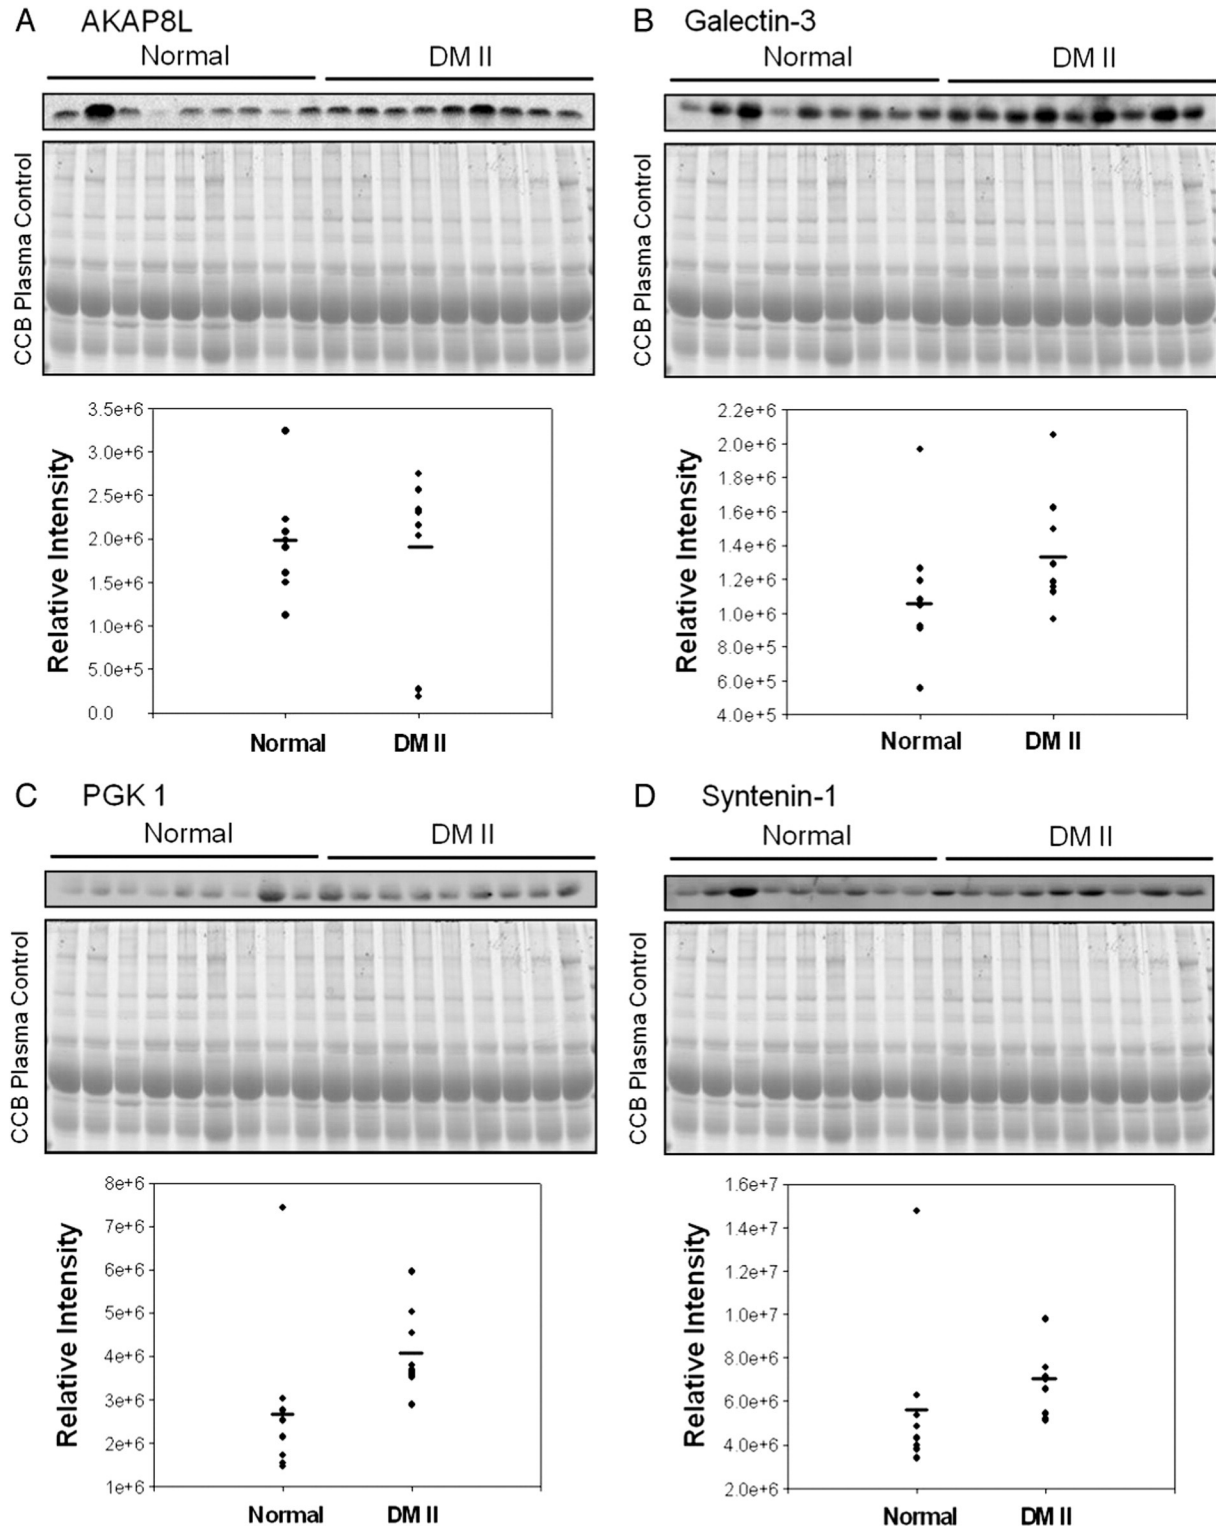 A AKAP8L
Normal DM II
CCB Plasma Control
3.5e+6
3.0e+6
2.5e+6
2.0e+6
1.5e+6
1.0e+6
5.0e+5
0.0
Relative Intensity
Normal DM II
B Galectin-3
Normal DM II
CCB Plasma Control
2.2e+6
2.0e+6
1.8e+6
1.6e+6
1.4e+6
1.2e+6
1.0e+6
8.0e+5
6.0e+5
4.0e+5
Relative Intensity
Normal DM II
C PGK 1
Normal DM II
CCB Plasma Control
8e+6
7e+6
6e+6
5e+6
4e+6
3e+6
2e+6
1e+6
Relative Intensity
Normal DM II
D Syntenin-1
Normal DM II
CCB Plasma Control
1.6e+7
1.4e+7
1.2e+7
1.0e+7
8.0e+6
6.0e+6
4.0e+6
2.0e+6
Relative Intensity
Normal DM II